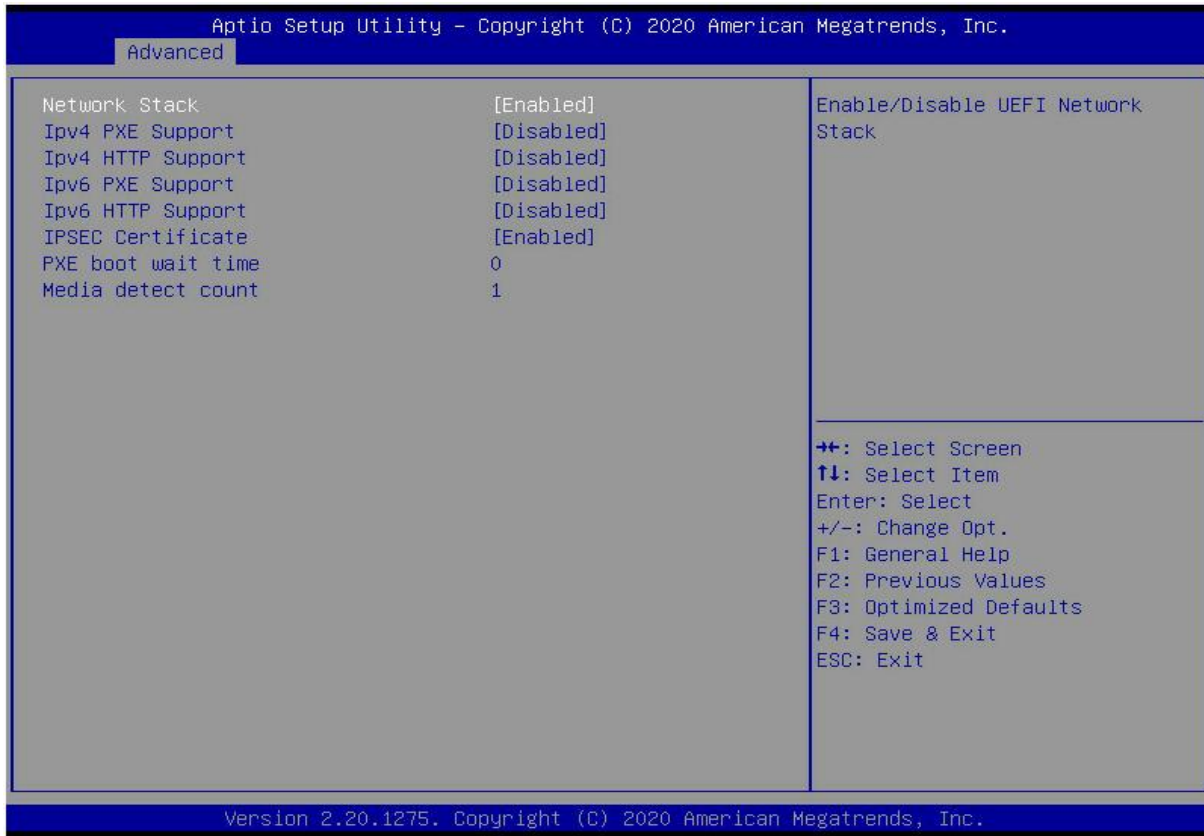 Aptio Setup Utility – Copyright (C) 2020 American Megatrends, Inc.
Advanced
Network Stack [Enabled]
Ipv4 PXE Support [Disabled]
Ipv4 HTTP Support [Disabled]
Ipv6 PXE Support [Disabled]
Ipv6 HTTP Support [Disabled]
IPSEC Certificate [Enabled]
PXE boot wait time 0
Media detect count 1
Enable/Disable UEFI Network
Stack
→←: Select Screen
↑↓: Select Item
Enter: Select
+/-: Change Opt.
F1: General Help
F2: Previous Values
F3: Optimized Defaults
F4: Save & Exit
ESC: Exit
Version 2.20.1275. Copyright (C) 2020 American Megatrends, Inc.